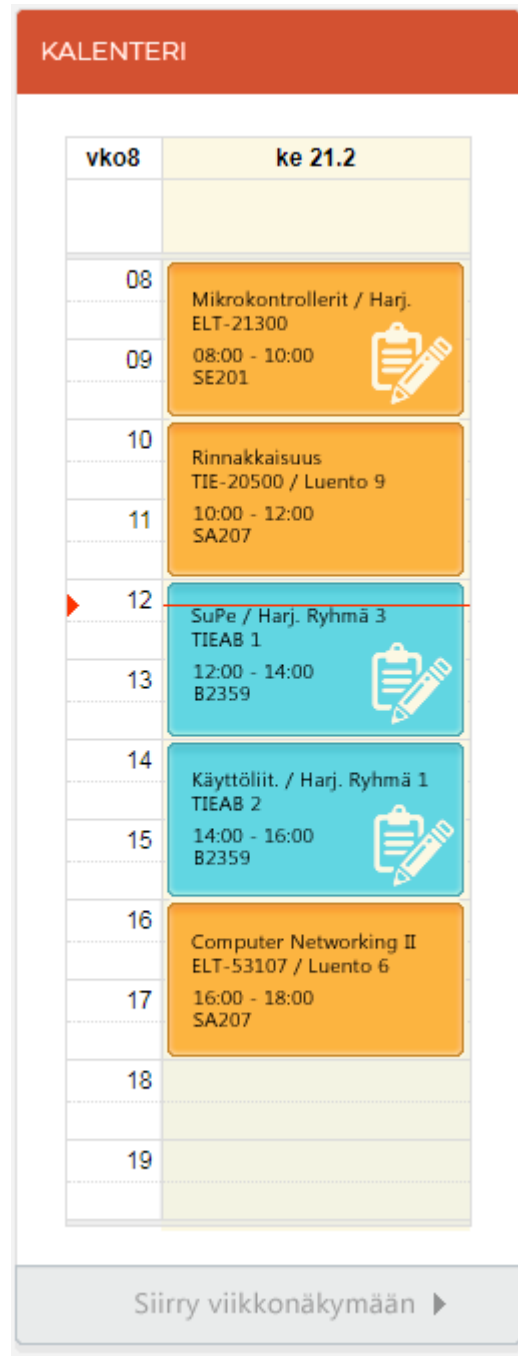 KALENTERI
vko8 ke 21.2
08
Mikrokontrollerit / Harj.
ELT-21300
09
08:00 - 10:00
SE201
10
Rinnakkaisuus
TIE-20500 / Luento 9
11
10:00 - 12:00
SA207
12
SuPe / Harj. Ryhmä 3
TIEAB 1
13
12:00 - 14:00
B2359
14
Käyttöliit. / Harj. Ryhmä 1
TIEAB 2
15
14:00 - 16:00
B2359
16
Computer Networking II
ELT-53107 / Luento 6
17
16:00 - 18:00
SA207
18
19
Siirry viikkonäkymään